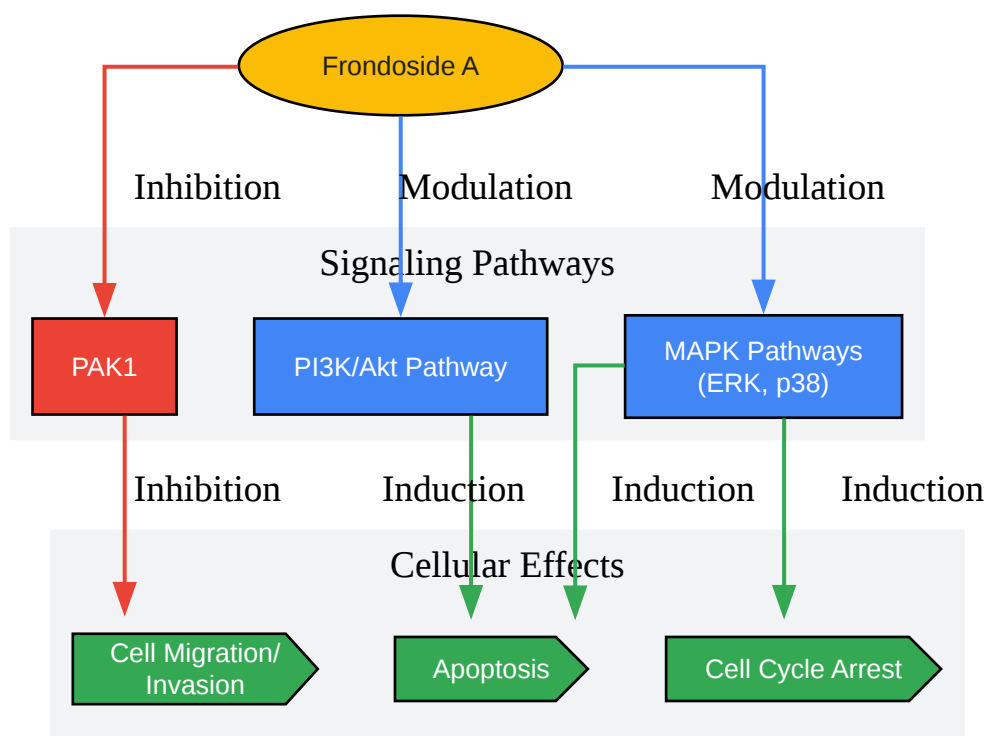 Frondoside A
Inhibition
Modulation
Modulation
Signaling Pathways
PAK1
PI3K/Akt Pathway
MAPK Pathways
(ERK, p38)
Inhibition
Induction
Induction
Induction
Cellular Effects
Cell Migration/
Invasion
Apoptosis
Cell Cycle Arrest